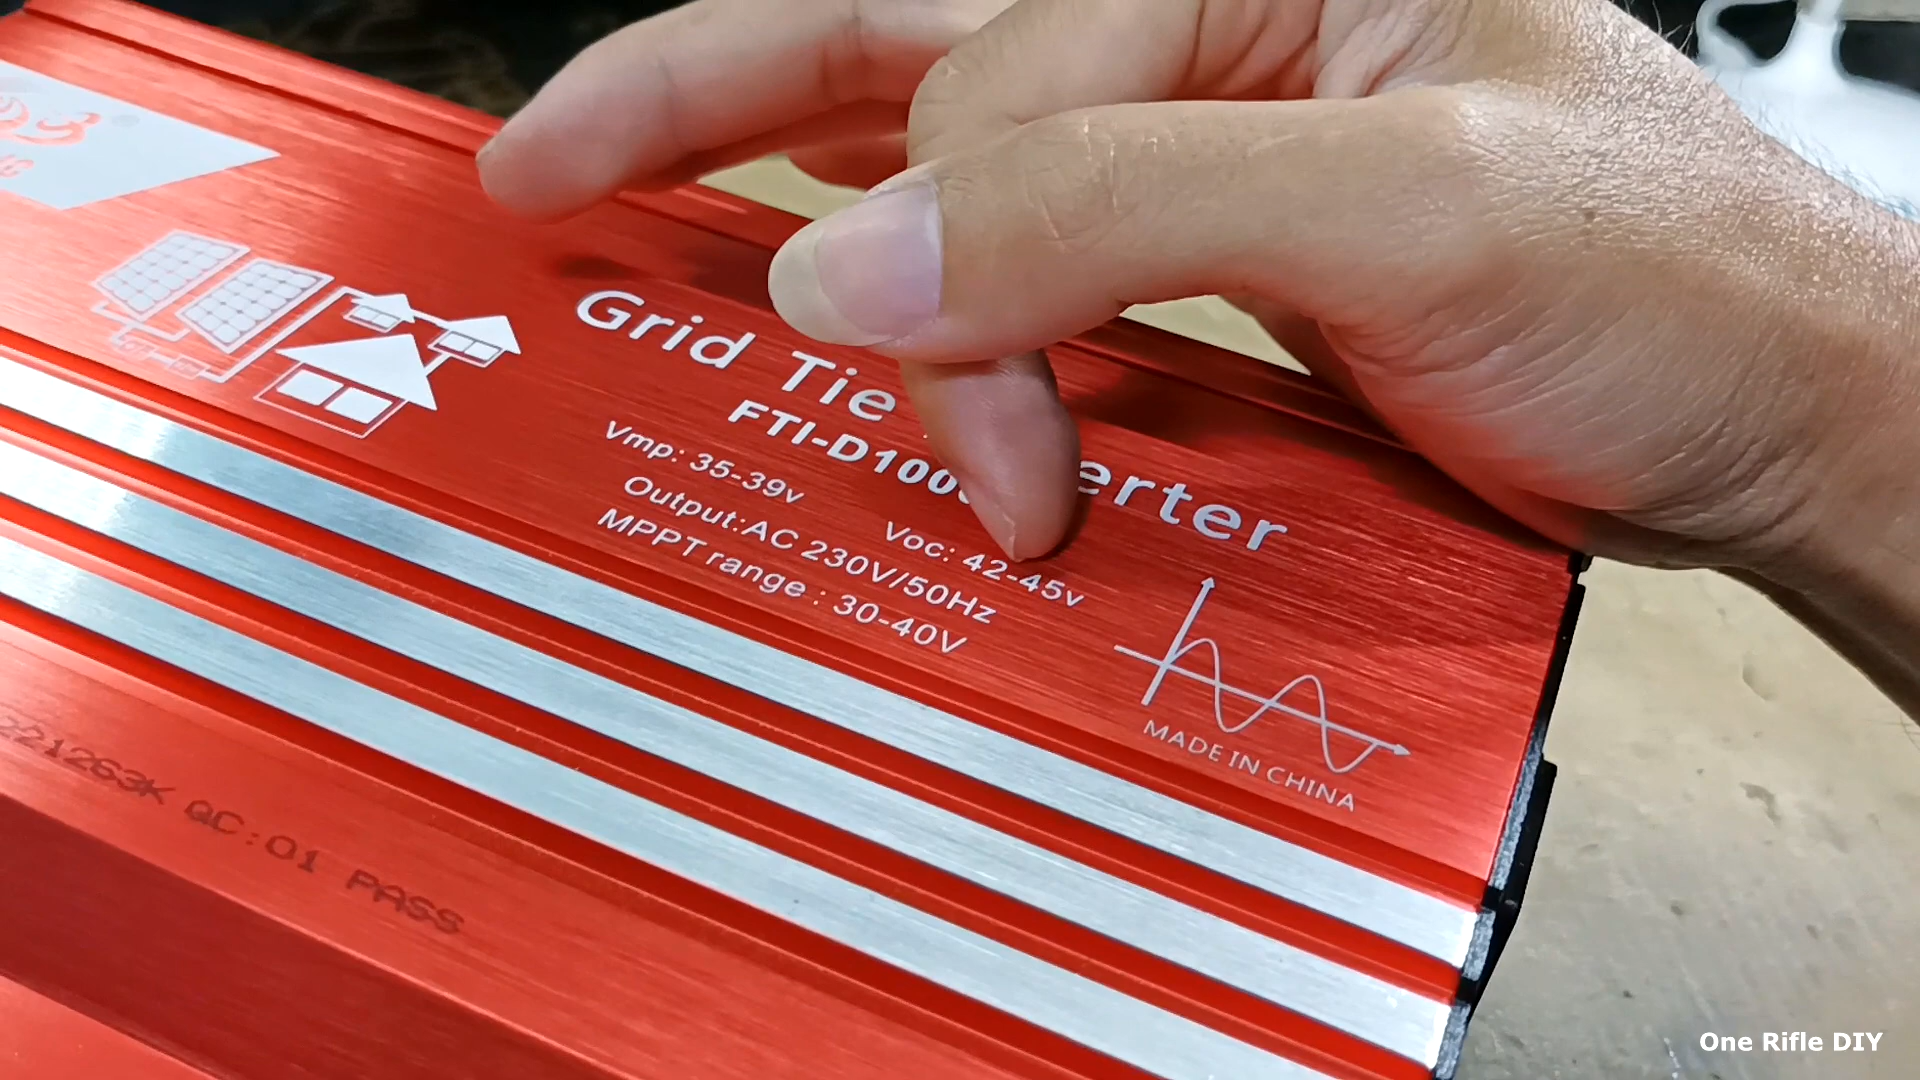 Grid Tie erter
FTI-D100
Vmp: 35-39v Voc: 42-45v
Output:AC 230V/50Hz
MPPT range : 30-40V
MADE IN CHINA
221263K QC:01 PASS
One Rifle DIY